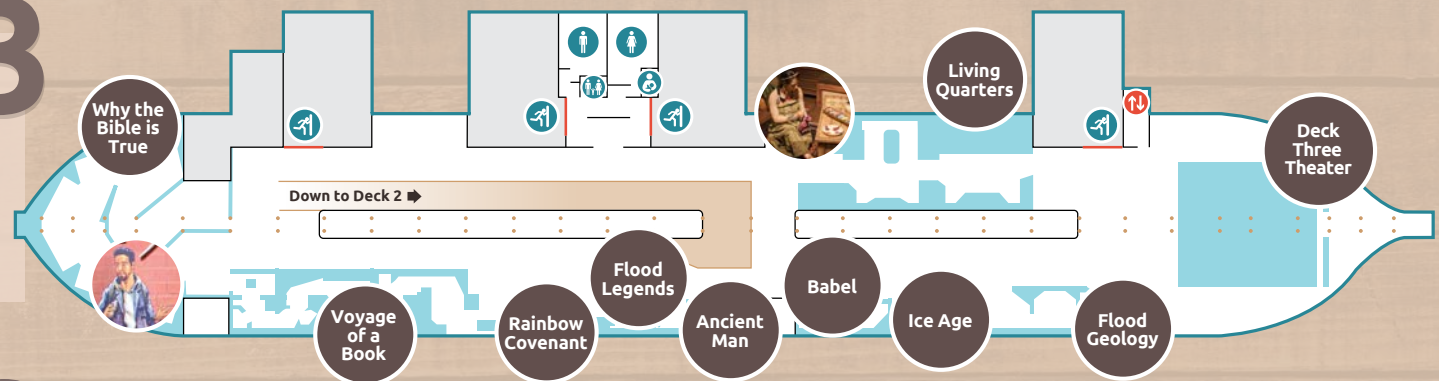 3
Why the
Bible is
True
Living
Quarters
Deck
Three
Theater
Down to Deck 2
Flood
Legends
Babel
Voyage
of a
Book
Rainbow
Covenant
Ancient
Man
Ice Age
Flood
Geology